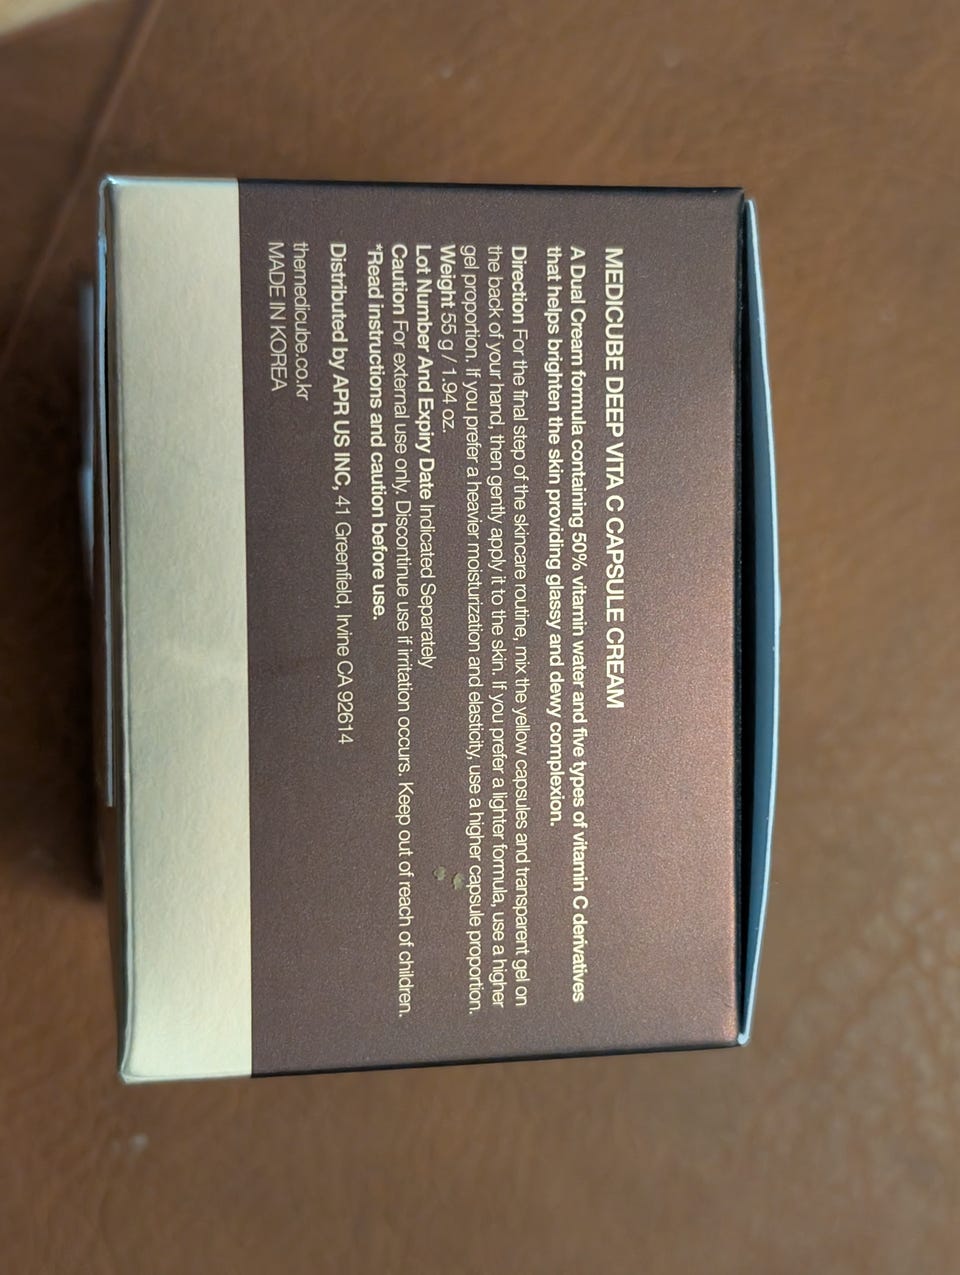 MEDICUBE DEEP VITA C CAPSULE CREAM
A Dual Cream formula containing 50% vitamin water and five types of vitamin C derivatives
that helps brighten the skin providing glassy and dewy complexion.
Direction For the final step of the skincare routine, mix the yellow capsules and transparent gel on
the back of your hand, then gently apply it to the skin. If you prefer a lighter formula, use a higher
gel proportion. If you prefer a heavier moisturization and elasticity, use a higher capsule proportion.
Weight 55 g / 1.94 oz.
Lot Number And Expiry Date Indicated Separately
Caution For external use only. Discontinue use if irritation occurs. Keep out of reach of children.
*Read instructions and caution before use.
Distributed by APR US INC, 41 Greenfield, Irvine CA 92614
themedicube.co.kr
MADE IN KOREA